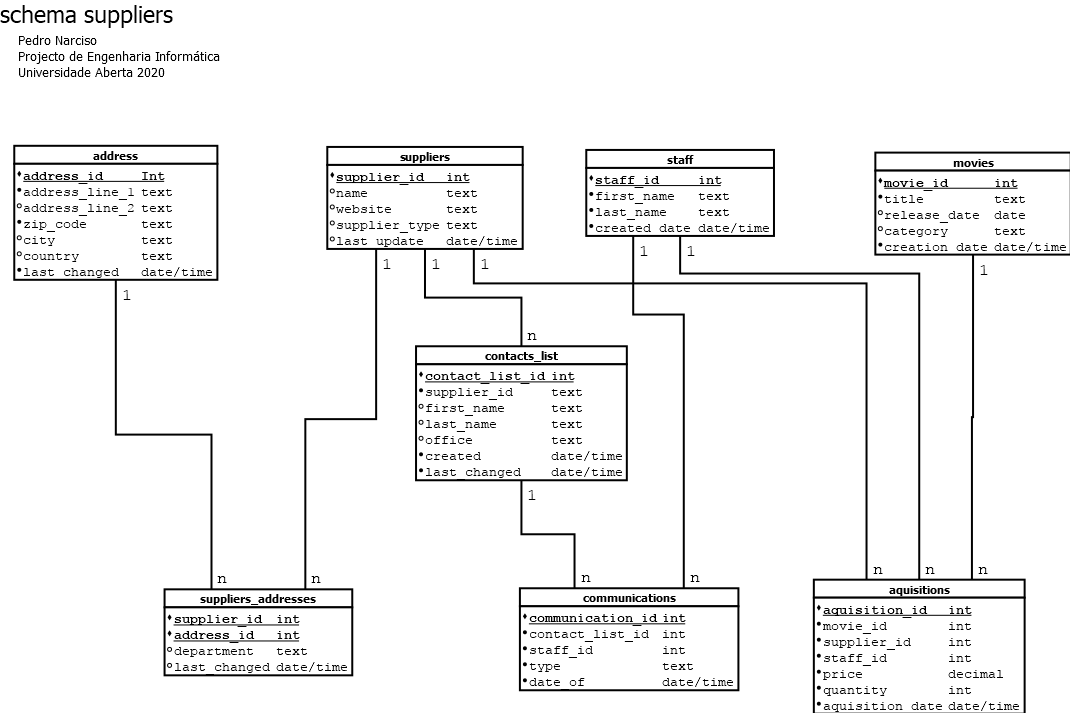 schema suppliers
Pedro Narciso
Projecto de Engenharia Informática
Universidade Aberta 2020
address
address_id Int
address_line_1 text
address_line_2 text
zip_code text
city text
country text
last_changed date/time
1
suppliers
supplier_id int
name text
website text
supplier_type text
last_update date/time
1 1 1
staff
staff_id int
first_name text
last_name text
created_date date/time
1 1
movies
movie_id int
title text
release_date date
category text
creation_date date/time
1
n
contacts_list
contact_list_id int
supplier_id text
first_name text
last_name text
office text
created date/time
last_changed date/time
1
n n
suppliers_addresses
supplier_id int
address_id int
department text
last_changed date/time
n n
communications
communication_id int
contact_list_id int
staff_id int
type text
date_of date/time
n n n
aquisitions
aquisition_id int
movie_id int
supplier_id int
staff_id int
price decimal
quantity int
aquisition_date date/time